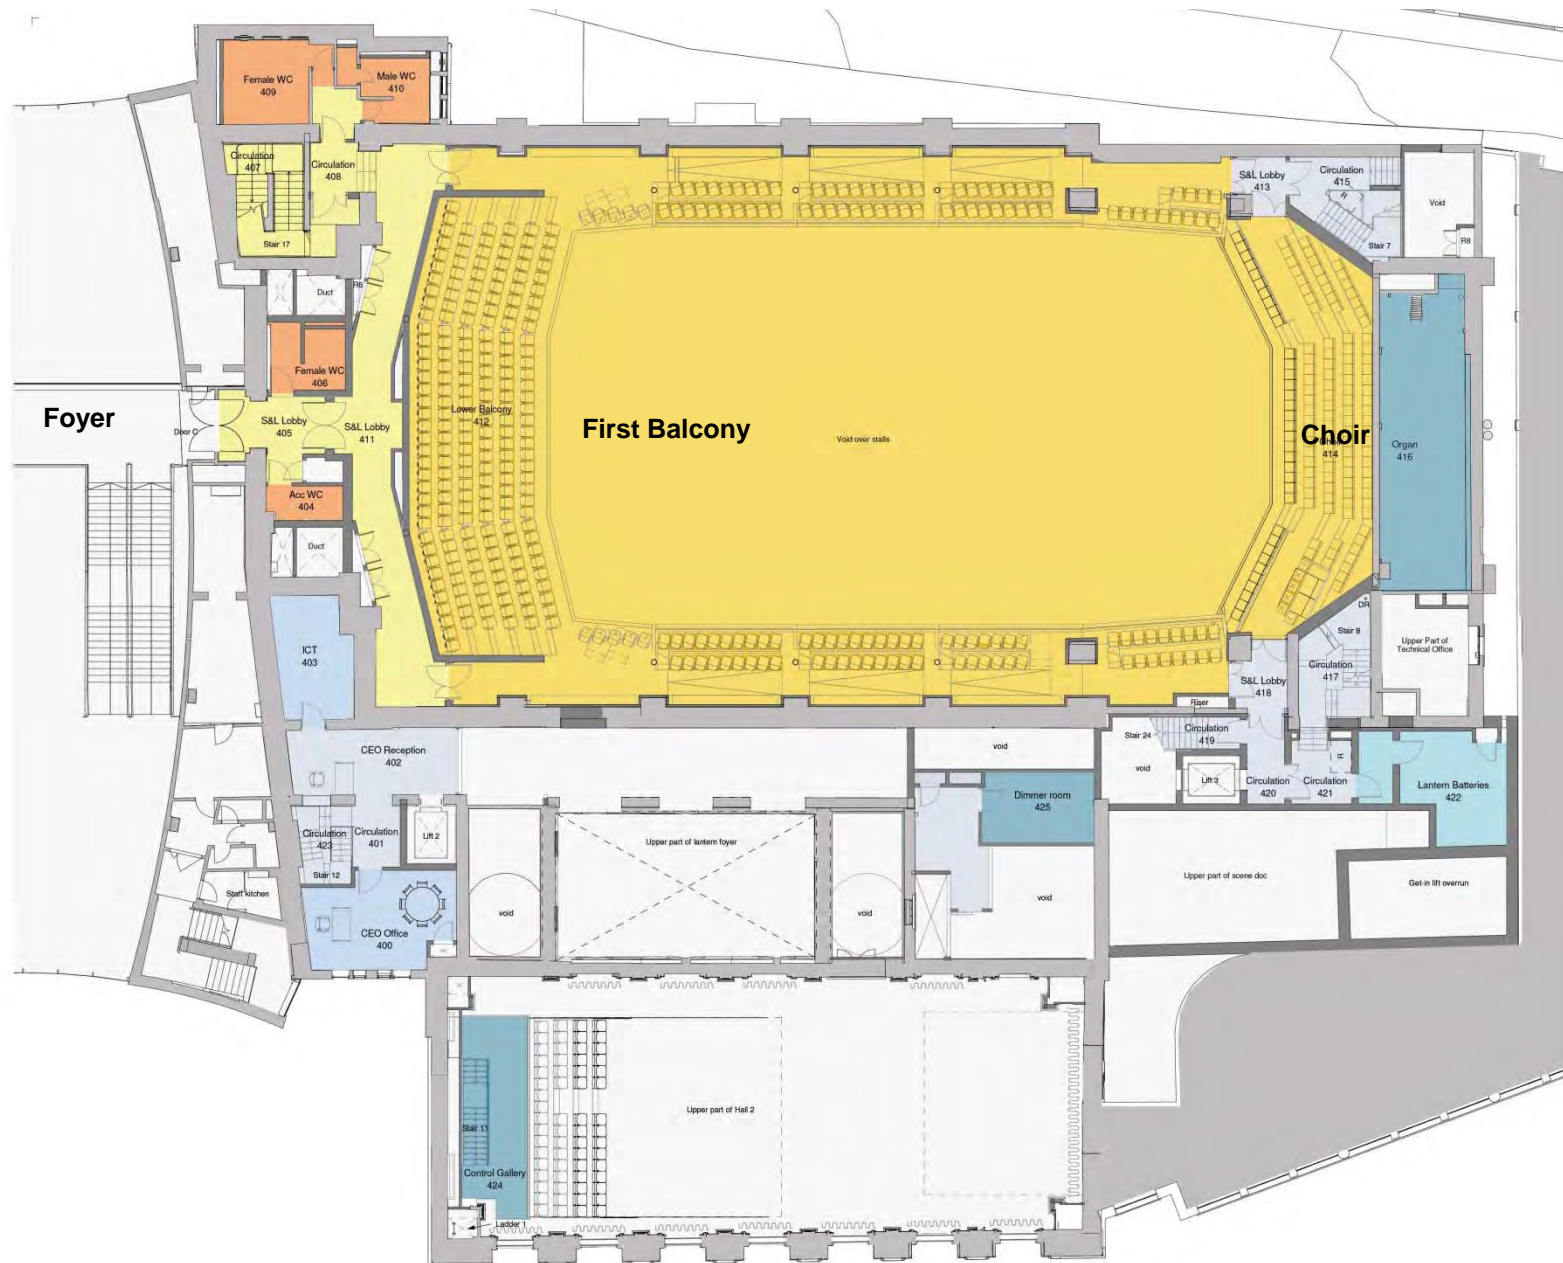 Female WC
409
Male WC
410
Circulation
407
Circulation
408
Stair 17
Duct
R6
Female WC
406
Foyer
Door C
S&L Lobby
405
S&L Lobby
411
Acc WC
404
Duct
Lower Balcony
412
First Balcony
Void over stalls
Choir
414
Organ
416
S&L Lobby
413
Circulation
415
R
Stair 7
Void
R8
ICT
403
DR
Stair 8
Circulation
417
Upper Part of
Technical Office
S&L Lobby
418
Riser
Circulation
419
Stair 24
void
Lift 3
Circulation
420
Circulation
421
R
Lantern Batteries
422
CEO Reception
402
Circulation
423
Circulation
401
Lift 2
Stair 12
CEO Office
400
Staff kitchen
void
Upper part of lantern foyer
void
void
Dimmer room
425
void
Upper part of scene doc
Get-in lift overrun
Upper part of Hall 2
Stair 11
Control Gallery
424
Ladder 1